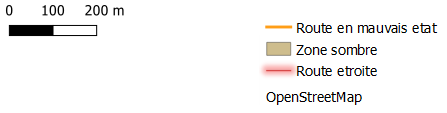 0 100 200 m
Route en mauvais etat
Zone sombre
Route etroite
OpenStreetMap